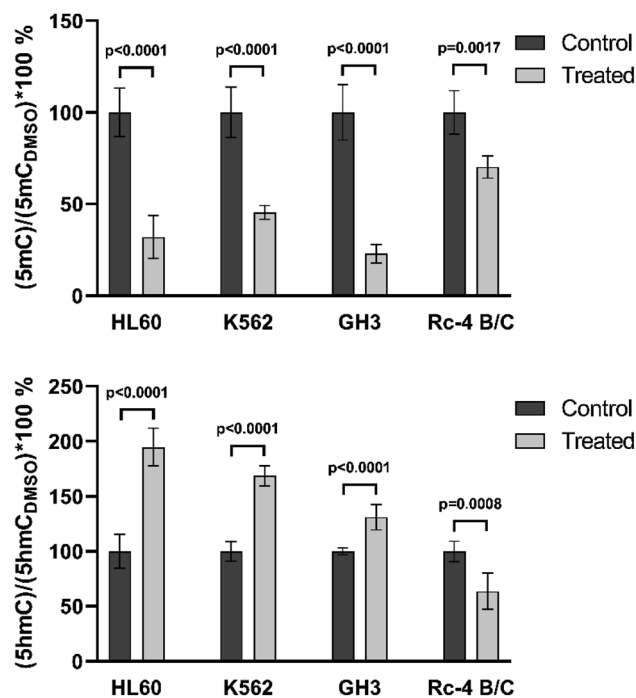 (5mC)/(5mC_DMSO)*100 %
150
100
50
0
p<0.0001 p<0.0001 p<0.0001 p=0.0017
Control
Treated
HL60 K562 GH3 Rc-4 B/C
(5hmC)/(5hmC_DMSO)*100 %
250
200
150
100
50
0
p<0.0001 p<0.0001 p<0.0001 p=0.0008
Control
Treated
HL60 K562 GH3 Rc-4 B/C